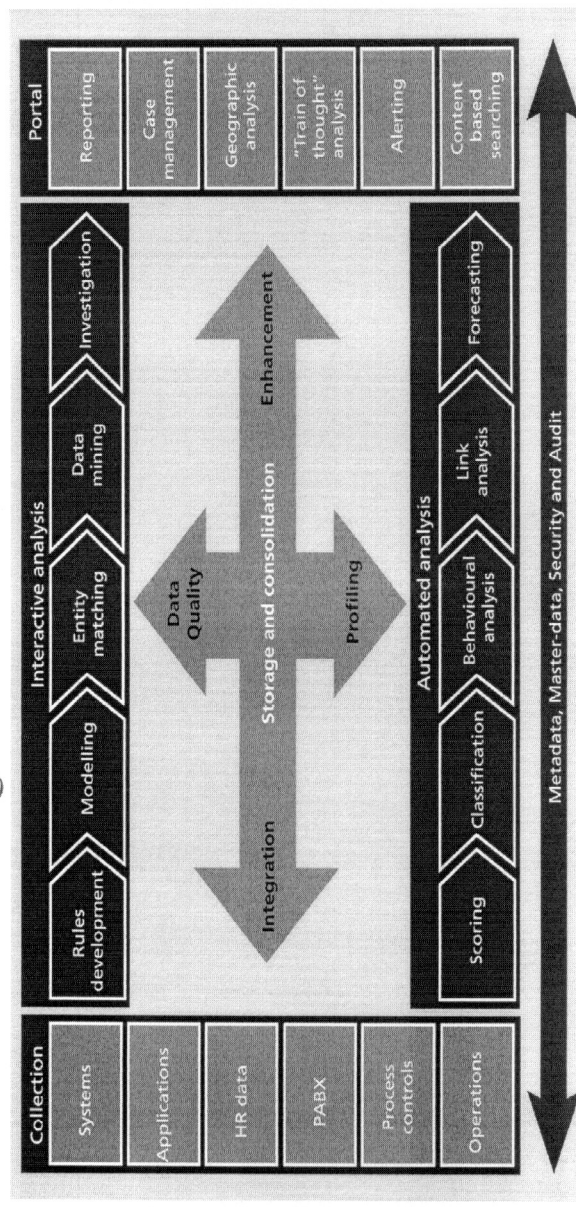 Collection
Systems
Applications
HR data
PABX
Process
controls
Operations
Interactive analysis
Rules
development
Modelling
Entity
matching
Data
mining
Investigation
Data
Quality
Integration
Storage and consolidation
Enhancement
Profiling
Automated analysis
Scoring
Classification
Behavioural
analysis
Link
analysis
Forecasting
Portal
Reporting
Case
management
Geographic
analysis
"Train of
thought"
analysis
Alerting
Content
based
searching
Metadata, Master-data, Security and Audit